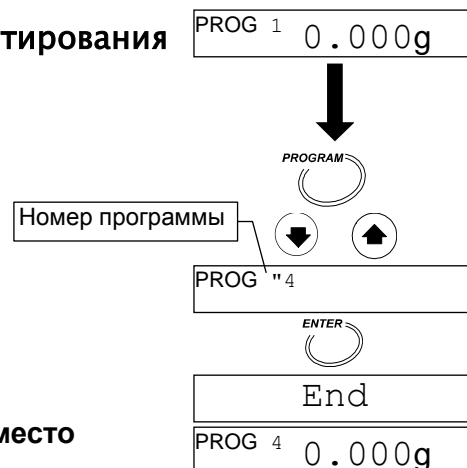 тирования
PROG 1 0.000g
PROGRAM
Номер программы
PROG "4
ENTER
End
место
PROG 4 0.000g